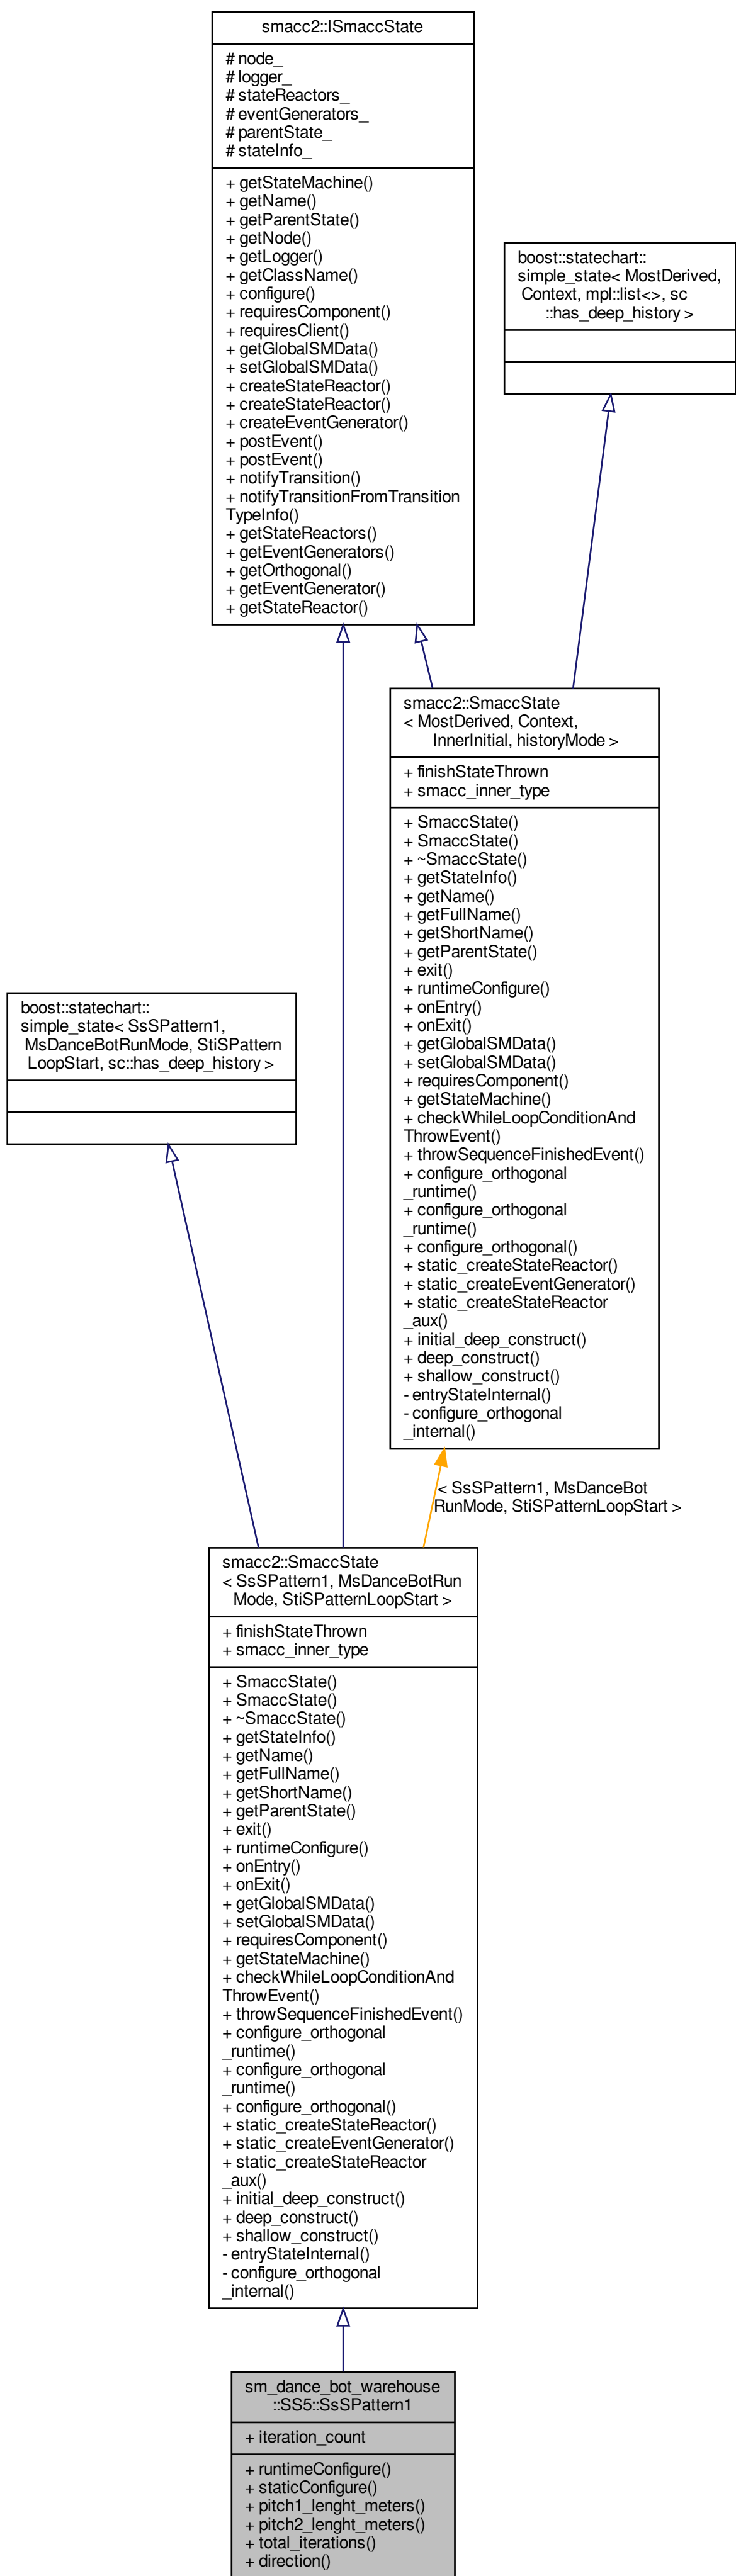 smacc2::ISmaccState
# node_
# logger_
# stateReactors_
# eventGenerators_
# parentState_
# stateInfo_
+ getStateMachine()
+ getName()
+ getParentState()
+ getNode()
+ getLogger()
+ getClassName()
+ configure()
+ requiresComponent()
+ requiresClient()
+ getGlobalSMData()
+ setGlobalSMData()
+ createStateReactor()
+ createStateReactor()
+ createEventGenerator()
+ postEvent()
+ postEvent()
+ notifyTransition()
+ notifyTransitionFromTransition
TypeInfo()
+ getStateReactors()
+ getEventGenerators()
+ getOrthogonal()
+ getEventGenerator()
+ getStateReactor()
boost::statechart::
simple_state< MostDerived,
Context, mpl::list<>, sc
::has_deep_history >
smacc2::SmaccState
< MostDerived, Context,
InnerInitial, historyMode >
+ finishStateThrown
+ smacc_inner_type
+ SmaccState()
+ SmaccState()
+ ~SmaccState()
+ getStateInfo()
+ getName()
+ getFullName()
+ getShortName()
+ getParentState()
+ exit()
+ runtimeConfigure()
+ onEntry()
+ onExit()
+ getGlobalSMData()
+ setGlobalSMData()
+ requiresComponent()
+ getStateMachine()
+ checkWhileLoopConditionAnd
ThrowEvent()
+ throwSequenceFinishedEvent()
+ configure_orthogonal
_runtime()
+ configure_orthogonal
_runtime()
+ configure_orthogonal()
+ static_createStateReactor()
+ static_createEventGenerator()
+ static_createStateReactor
_aux()
+ initial_deep_construct()
+ deep_construct()
+ shallow_construct()
- entryStateInternal()
- configure_orthogonal
_internal()
boost::statechart::
simple_state< SsSPattern1,
MsDanceBotRunMode, StiSPattern
LoopStart, sc::has_deep_history >
< SsSPattern1, MsDanceBot
RunMode, StiSPatternLoopStart >
smacc2::SmaccState
< SsSPattern1, MsDanceBotRun
Mode, StiSPatternLoopStart >
+ finishStateThrown
+ smacc_inner_type
+ SmaccState()
+ SmaccState()
+ ~SmaccState()
+ getStateInfo()
+ getName()
+ getFullName()
+ getShortName()
+ getParentState()
+ exit()
+ runtimeConfigure()
+ onEntry()
+ onExit()
+ getGlobalSMData()
+ setGlobalSMData()
+ requiresComponent()
+ getStateMachine()
+ checkWhileLoopConditionAnd
ThrowEvent()
+ throwSequenceFinishedEvent()
+ configure_orthogonal
_runtime()
+ configure_orthogonal
_runtime()
+ configure_orthogonal()
+ static_createStateReactor()
+ static_createEventGenerator()
+ static_createStateReactor
_aux()
+ initial_deep_construct()
+ deep_construct()
+ shallow_construct()
- entryStateInternal()
- configure_orthogonal
_internal()
sm_dance_bot_warehouse
::SS5::SsSPattern1
+ iteration_count
+ runtimeConfigure()
+ staticConfigure()
+ pitch1_lenght_meters()
+ pitch2_lenght_meters()
+ total_iterations()
+ direction()